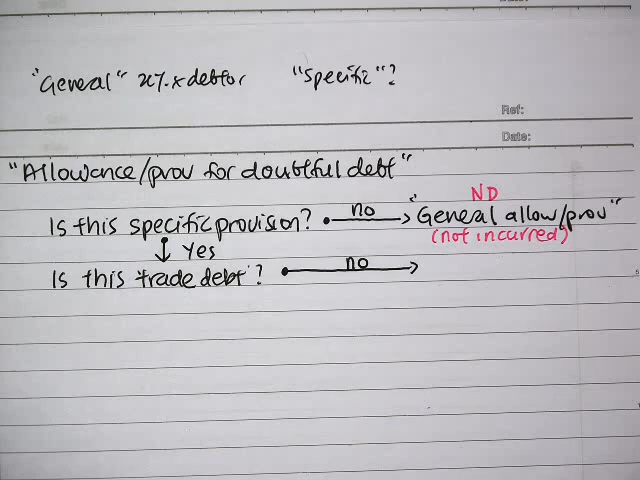 "General" x% x debtor "Specific"?
Ref:
Date:
"Allowance/prov for doubtful debt"
ND
Is this specific provision? no "General allow/prov"
(not incurred)
Yes
Is this trade debt? no